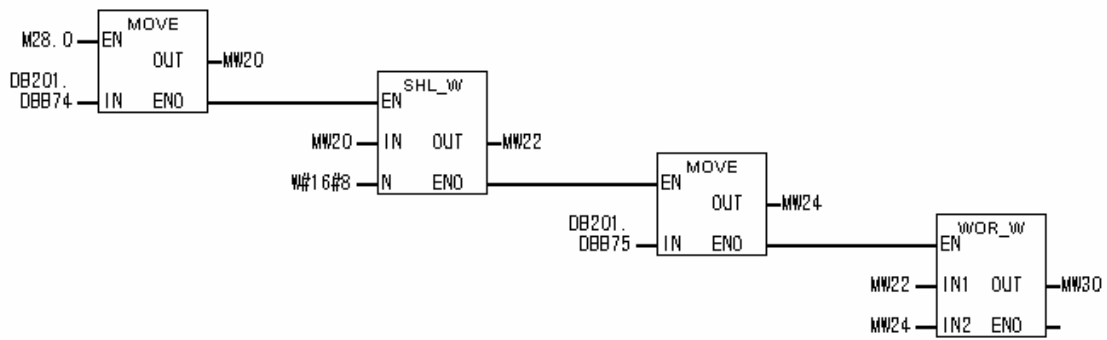 MOVE
M28.0
EN
OUT
MW20
DB201.
DBB74
IN
ENO
SHL_W
EN
MW20
IN
OUT
MW22
W#16#8
N
ENO
MOVE
EN
OUT
MW24
DB201.
DBB75
IN
ENO
WOR_W
EN
MW22
IN1
OUT
MW30
MW24
IN2
ENO